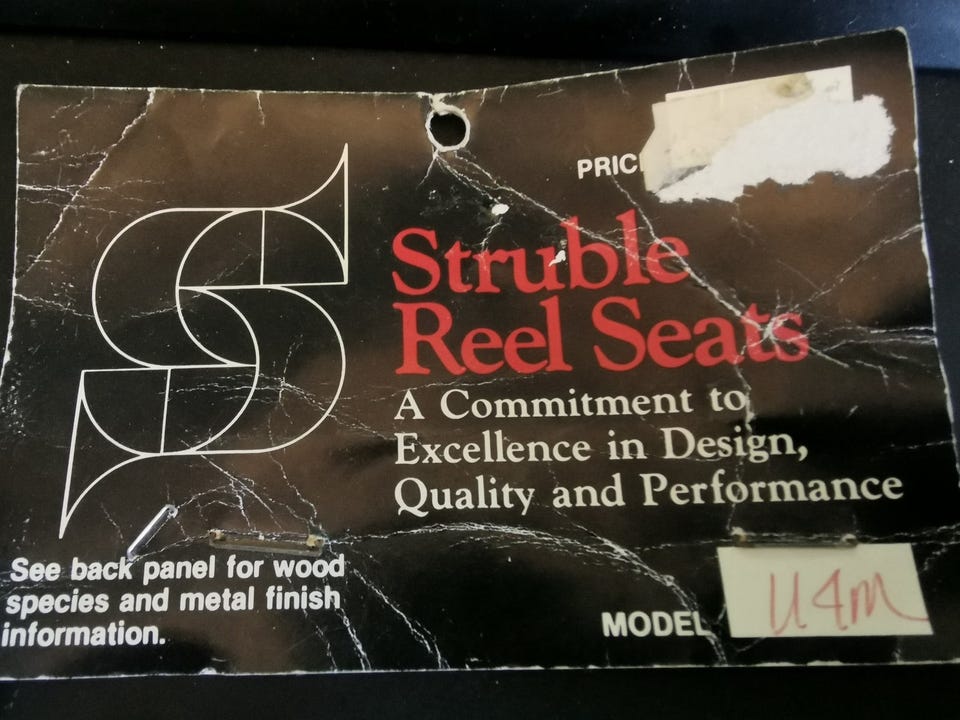 PRICE
Struble
Reel Seats
A Commitment to
Excellence in Design,
Quality and Performance
See back panel for wood
species and metal finish
information.
MODEL
U4m